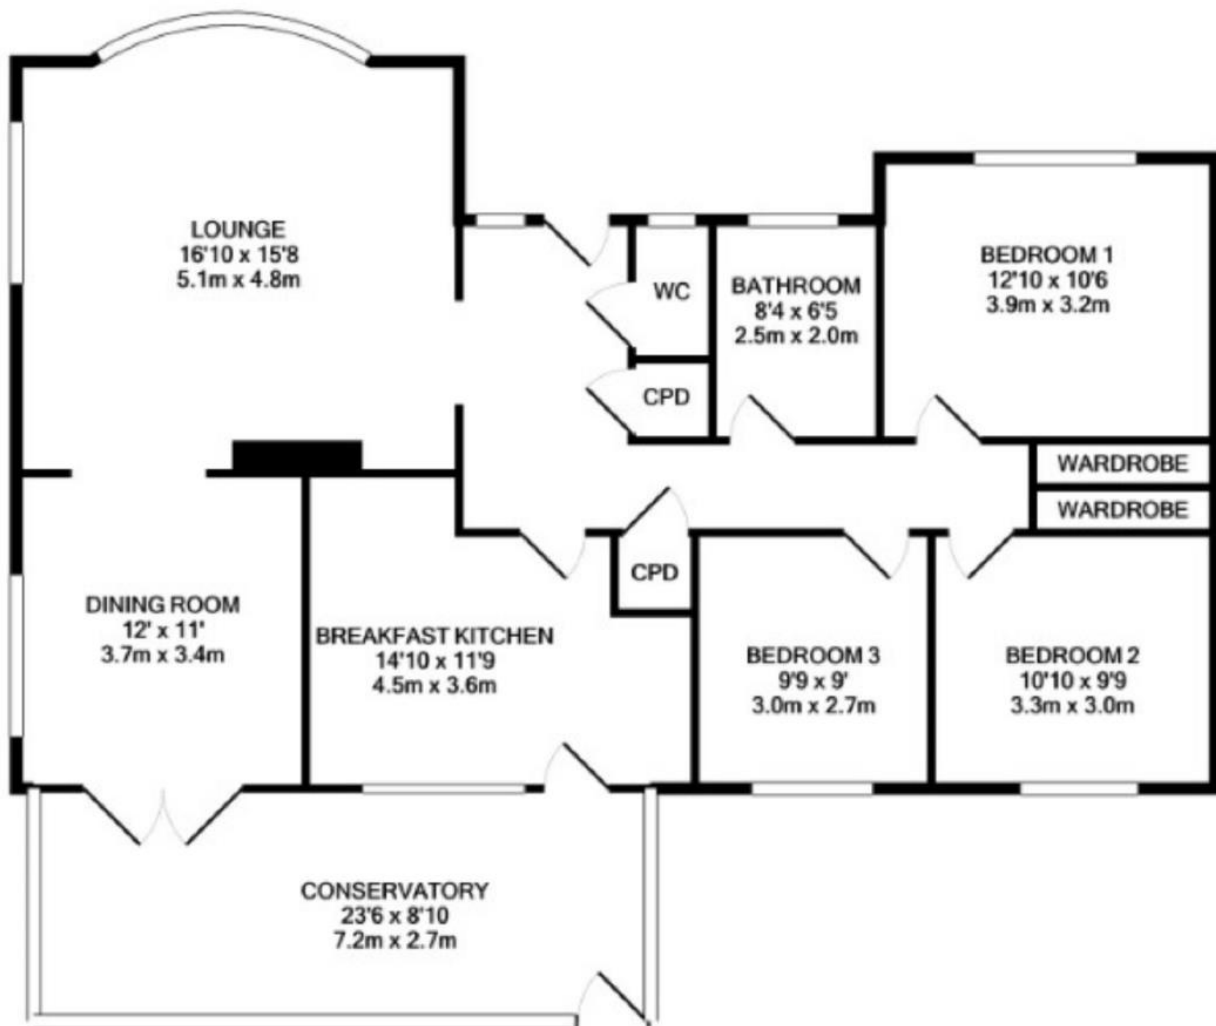 LOUNGE
16'10 x 15'8
5.1m x 4.8m
WC
CPD
BATHROOM
8'4 x 6'5
2.5m x 2.0m
BEDROOM 1
12'10 x 10'6
3.9m x 3.2m
WARDROBE
WARDROBE
DINING ROOM
12' x 11'
3.7m x 3.4m
BREAKFAST KITCHEN
14'10 x 11'9
4.5m x 3.6m
CPD
BEDROOM 3
9'9 x 9'
3.0m x 2.7m
BEDROOM 2
10'10 x 9'9
3.3m x 3.0m
CONSERVATORY
23'6 x 8'10
7.2m x 2.7m